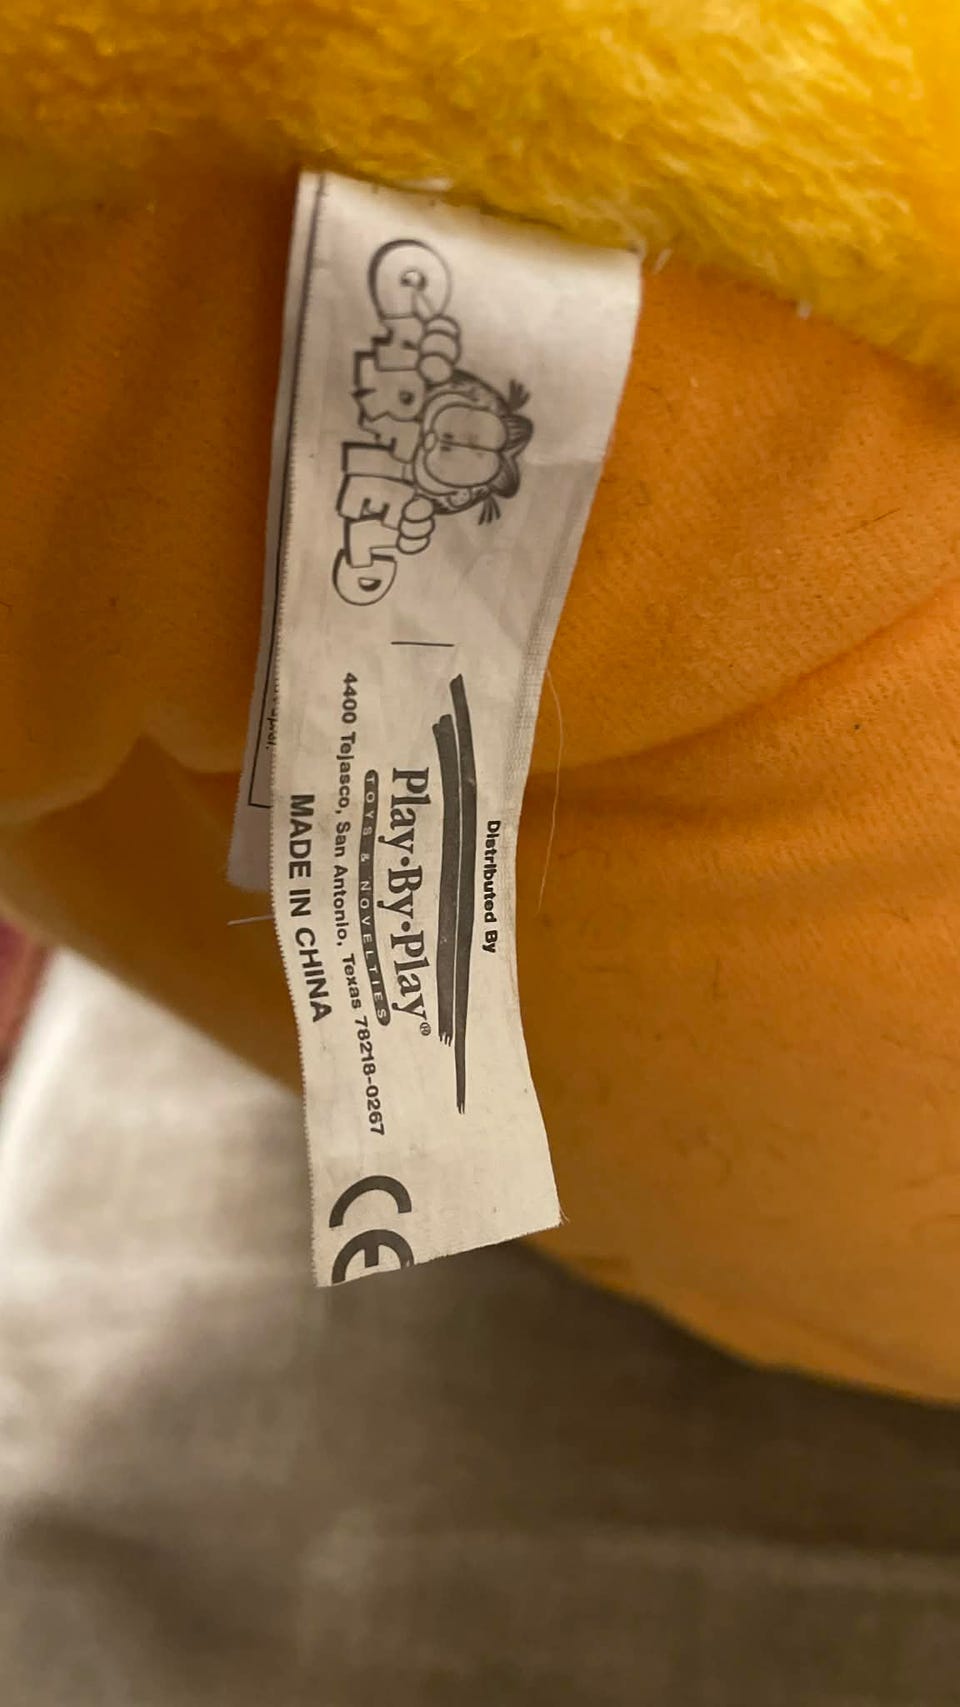 GARFIELD
Distributed By
Play·By·Play®
TOYS & NOVELTIES
4400 Tejasco, San Antonio, Texas 78218-0267
MADE IN CHINA
CE